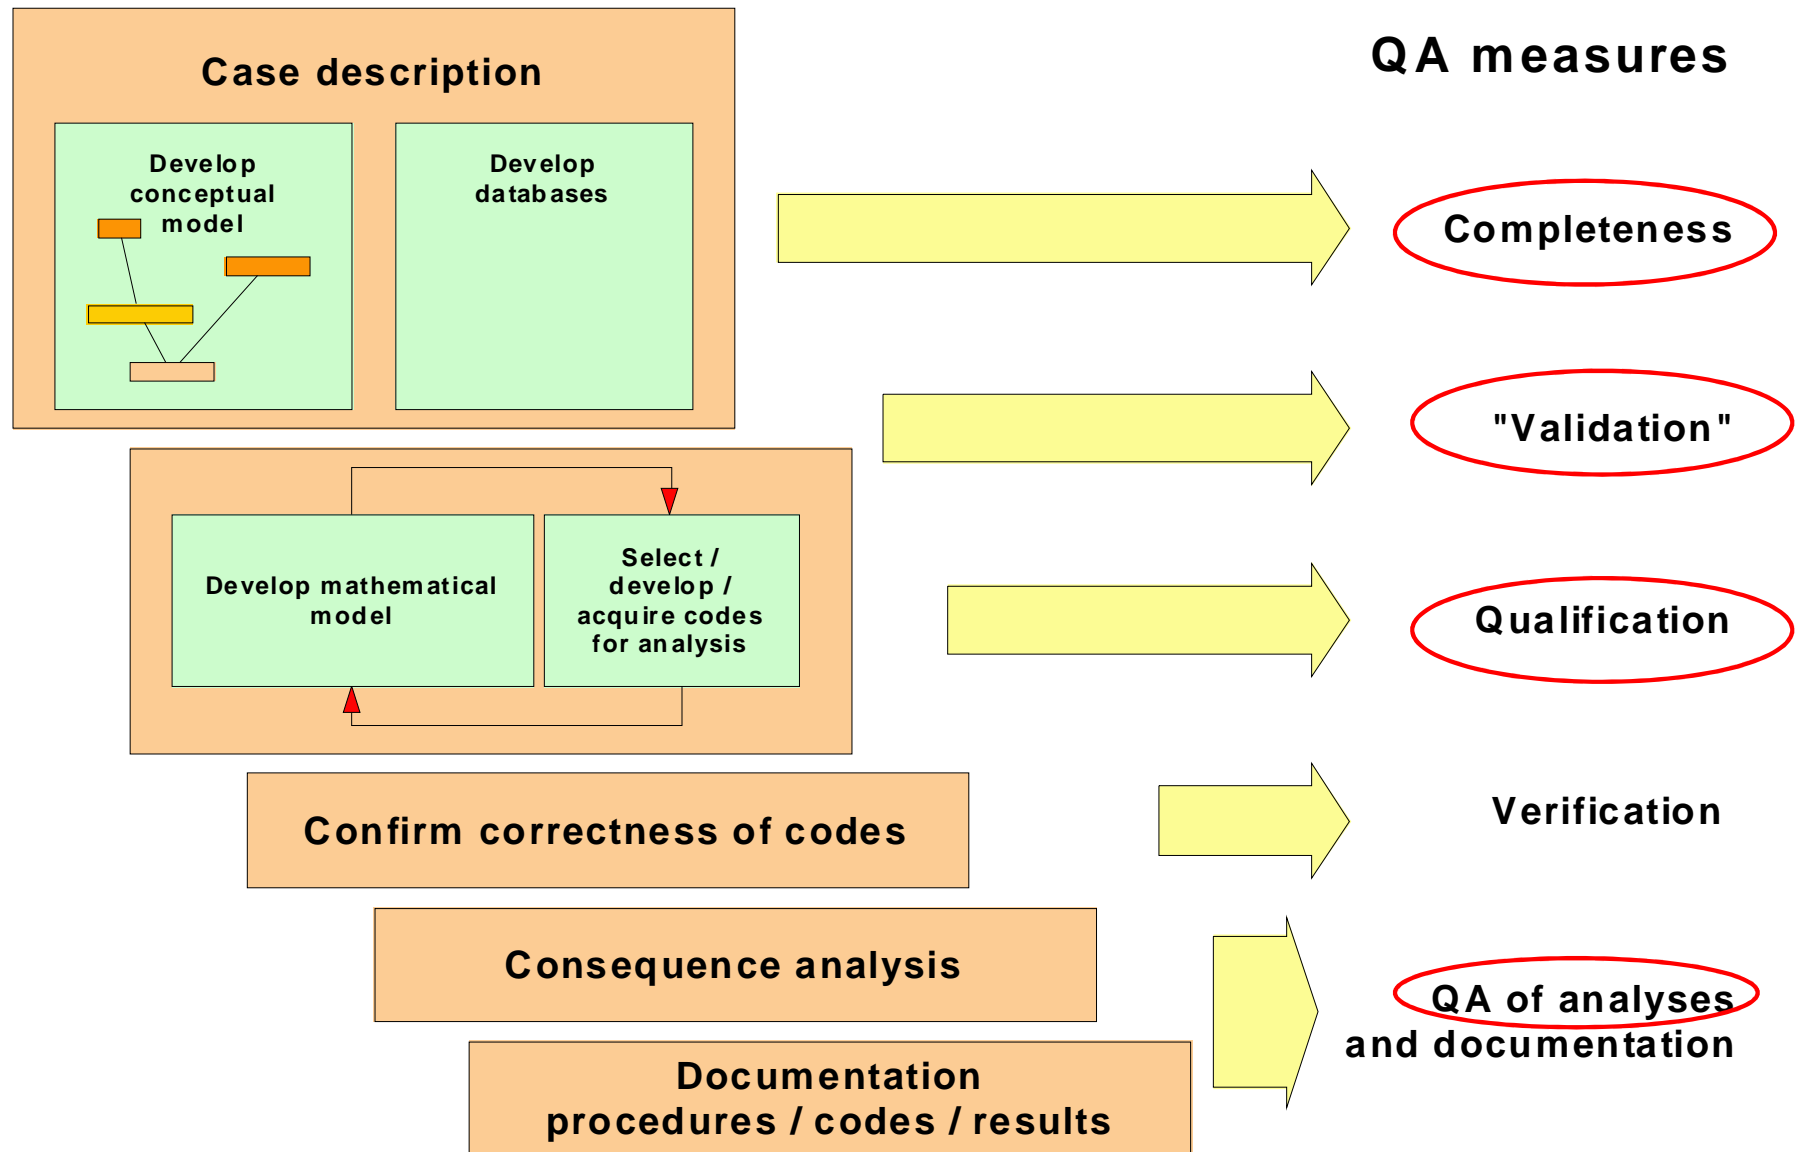 Case description
Develop
conceptual
model
Develop
databases
Develop mathematical
model
Select /
develop /
acquire codes
for analysis
Confirm correctness of codes
Consequence analysis
Documentation
procedures / codes / results
QA measures
Completeness
"Validation"
Qualification
Verification
QA of analyses
and documentation